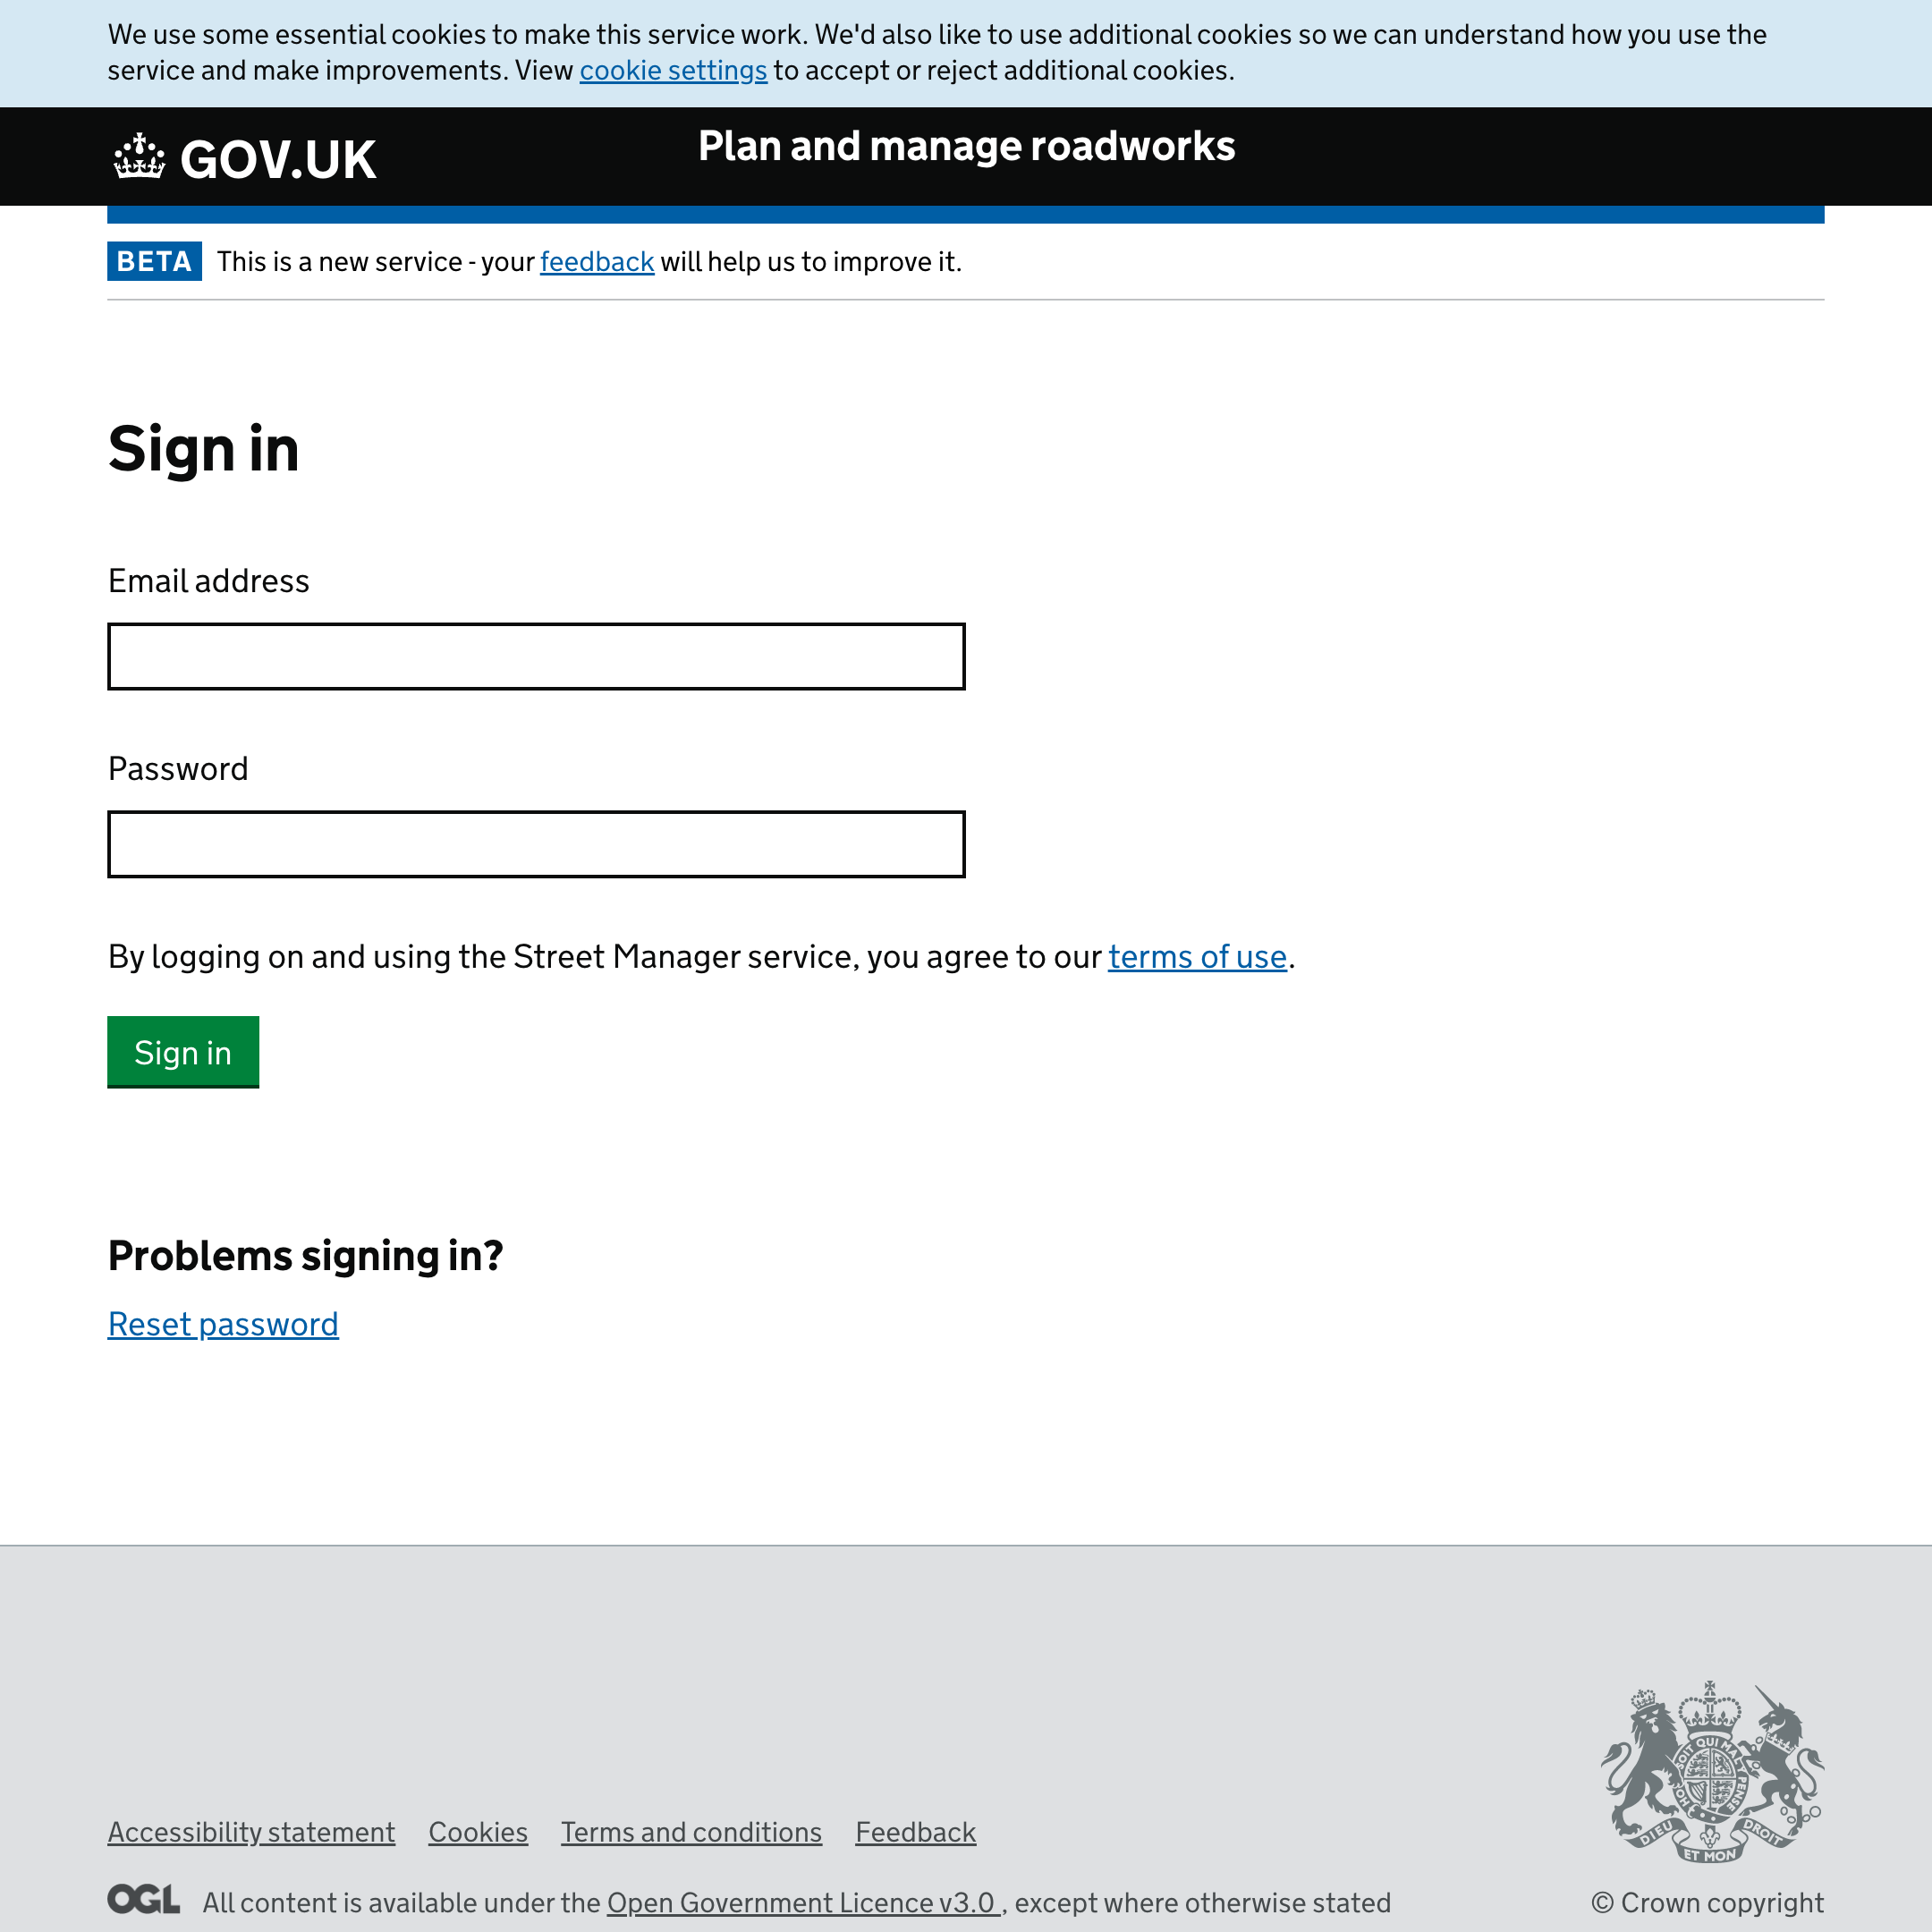 We use some essential cookies to make this service work. We'd also like to use additional cookies so we can understand how you use the
service and make improvements. View cookie settings to accept or reject additional cookies.
GOV.UK
Plan and manage roadworks
BETA This is a new service - your feedback will help us to improve it.
Sign in
Email address
Password
By logging on and using the Street Manager service, you agree to our terms of use.
Sign in
Problems signing in?
Reset password
SOIT QUI MAL
PENSE
HO
DIEU ET MON DROIT
Accessibility statement Cookies Terms and conditions Feedback
OGL All content is available under the Open Government Licence v3.0 , except where otherwise stated
© Crown copyright